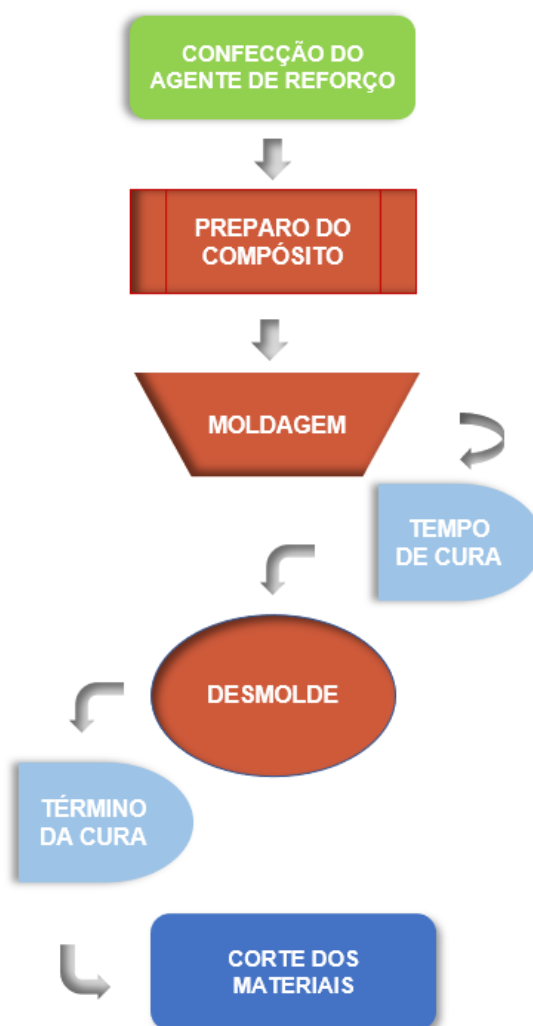 CONFECÇÃO DO
AGENTE DE REFORÇO
PREPARO DO
COMPÓSITO
MOLDAGEM
TEMPO
DE CURA
DESMOLDE
TÉRMINO
DA CURA
CORTE DOS
MATERIAIS